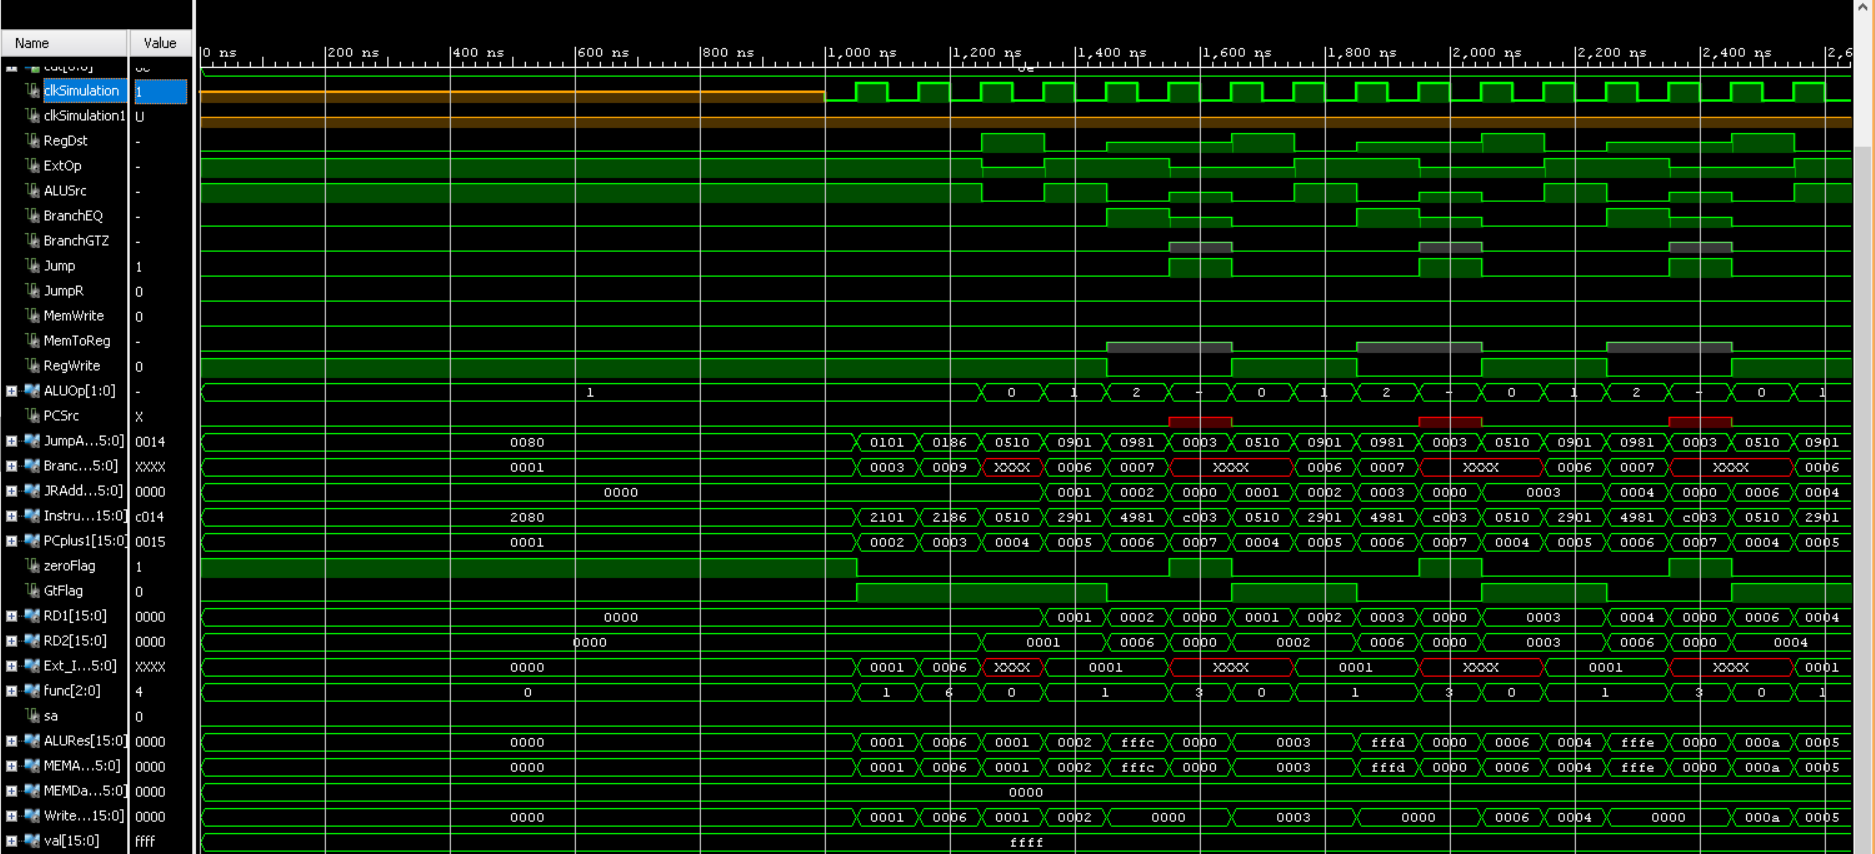 Name Value 0 ns 200 ns 400 ns 600 ns 800 ns 1,000 ns 1,200 ns 1,400 ns 1,600 ns 1,800 ns 2,000 ns 2,200 ns 2,400 ns 2,6
clkSimulation 1
clkSimulation1 U
RegDst -
ExtOp -
ALUSrc -
BranchEQ -
BranchGTZ -
Jump 1
JumpR 0
MemWrite 0
MemToReg -
RegWrite 0
ALUOp[1:0] - 1 0 1 2 - 0 1 2 - 0 1 2 - 0 1
PCSrc X
JumpA...5:0] 0014 0080 0101 0186 0510 0901 0981 0003 0510 0901 0981 0003 0510 0901 0981 0003 0510 0901
Branc...5:0] XXXX 0001 0003 0009 XXXX 0006 0007 XXXX 0006 0007 XXXX 0006 0007 XXXX 0006
JRAdd...5:0] 0000 0000 0001 0002 0000 0001 0002 0003 0000 0003 0004 0000 0006 0004
Instru...15:0] c014 2080 2101 2186 0510 2901 4981 c003 0510 2901 4981 c003 0510 2901 4981 c003 0510 2901
PCplus1[15:0] 0015 0001 0002 0003 0004 0005 0006 0007 0004 0005 0006 0007 0004 0005 0006 0007 0004 0005
zeroFlag 1
GtFlag 0
RD1[15:0] 0000 0000 0001 0002 0000 0001 0002 0003 0000 0003 0004 0000 0006 0004
RD2[15:0] 0000 0000 0001 0006 0000 0002 0006 0000 0003 0006 0000 0004
Ext_I...5:0] XXXX 0000 0001 0006 XXXX 0001 XXXX 0001 XXXX 0001 XXXX 0001
func[2:0] 4 0 1 6 0 1 3 0 1 3 0 1 3 0 1
sa 0
ALURes[15:0] 0000 0000 0001 0006 0001 0002 fffc 0000 0003 fffd 0000 0006 0004 fffe 0000 000a 0005
MEMA...5:0] 0000 0000 0001 0006 0001 0002 fffc 0000 0003 fffd 0000 0006 0004 fffe 0000 000a 0005
MEMDa...5:0] 0000 0000
Write...15:0] 0000 0000 0001 0006 0001 0002 0000 0003 0000 0006 0004 0000 000a 0005
val[15:0] ffff ffff